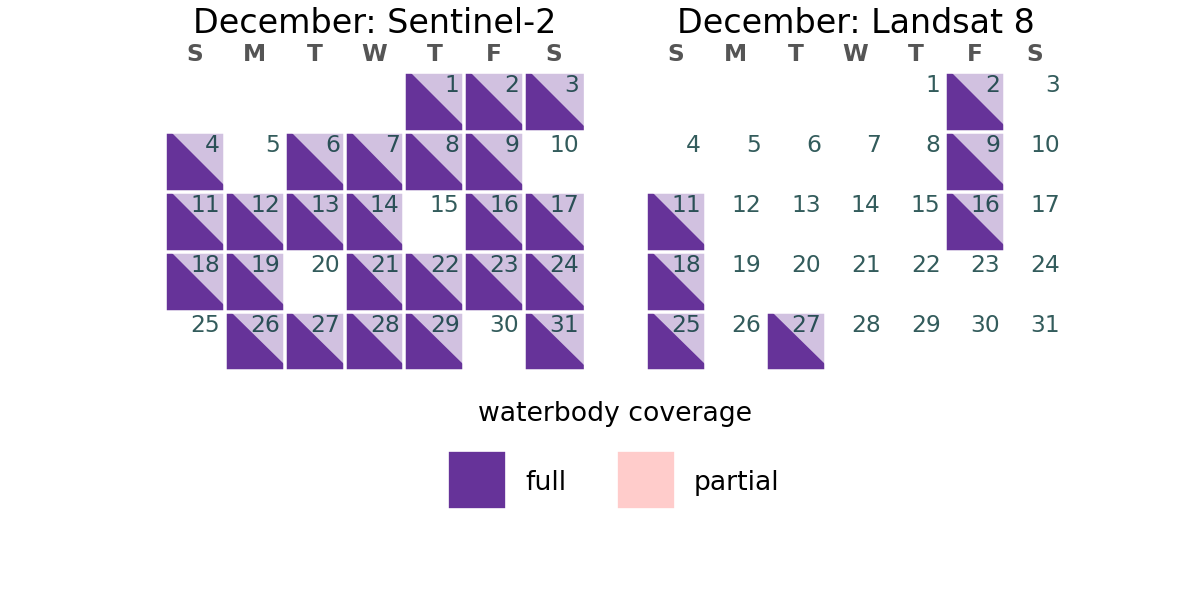 December: Sentinel-2
S M T W T F S
1 2 3
4 5 6 7 8 9 10
11 12 13 14 15 16 17
18 19 20 21 22 23 24
25 26 27 28 29 30 31
December: Landsat 8
S M T W T F S
1 2 3
4 5 6 7 8 9 10
11 12 13 14 15 16 17
18 19 20 21 22 23 24
25 26 27 28 29 30 31
waterbody coverage
full partial